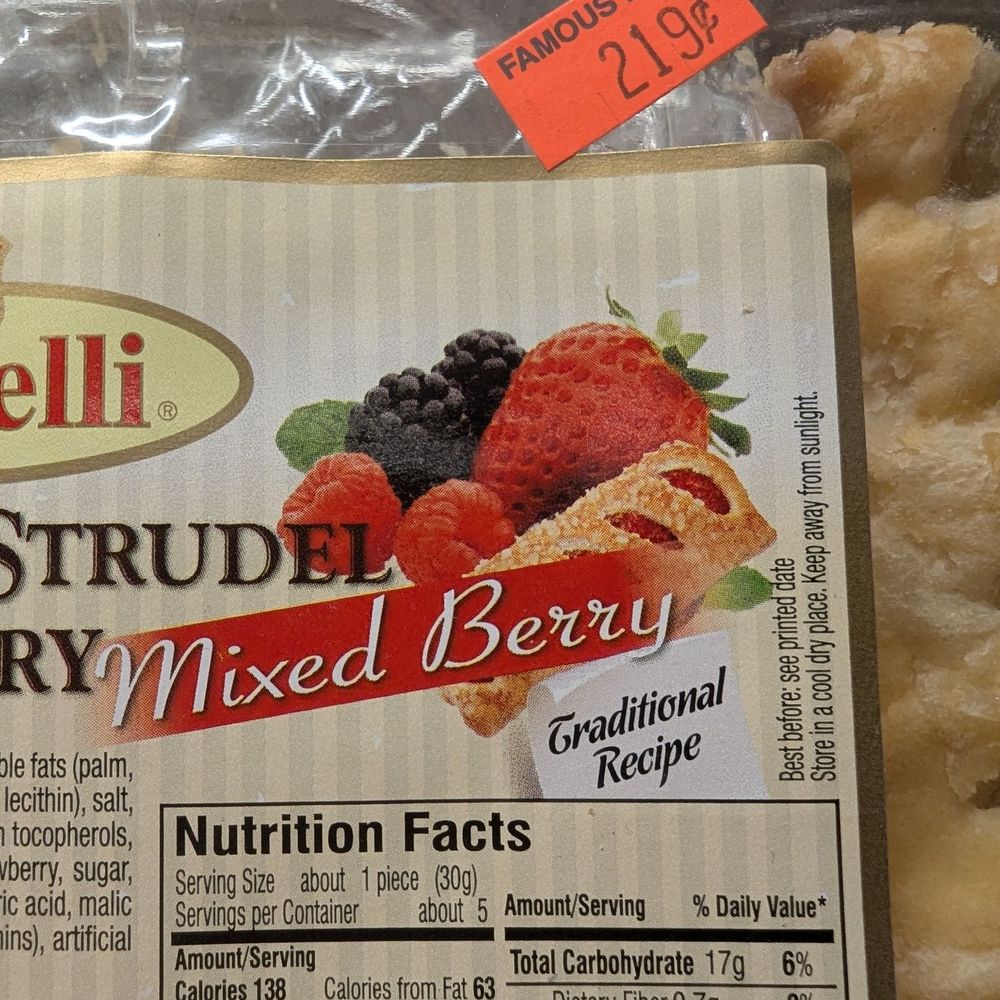 FAMOUS
219¢
elli®
STRUDEL
RY
Mixed Berry
Traditional
Recipe
Best before: see printed date
Store in a cool dry place. Keep away from sunlight.
ble fats (palm,
lecithin), salt,
tocopherols,
wberry, sugar,
ric acid, malic
ins), artificial
Nutrition Facts
Serving Size about 1 piece (30g)
Servings per Container about 5
Amount/Serving
Calories 138 Calories from Fat 63
Amount/Serving % Daily Value*
Total Carbohydrate 17g 6%